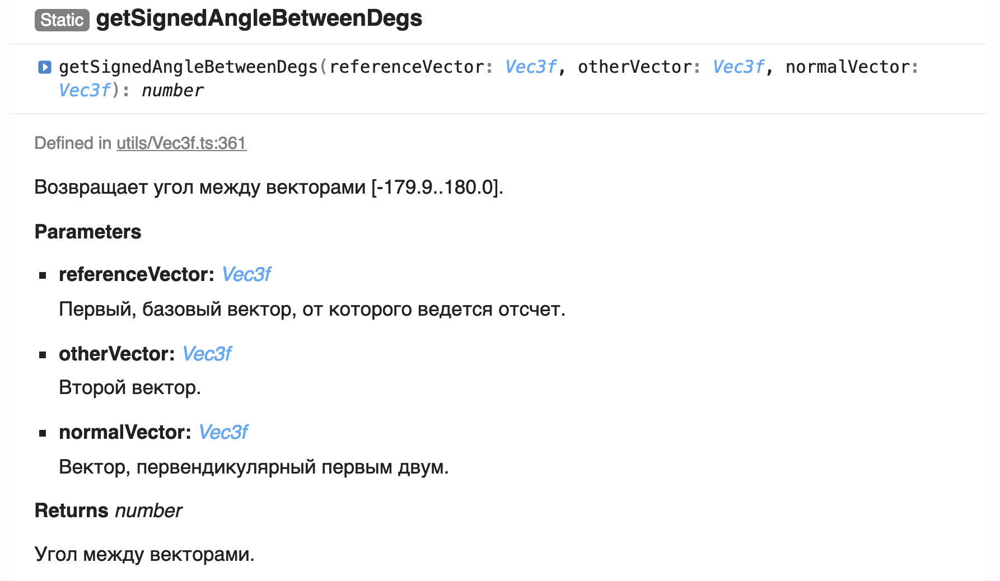 Static getSignedAngleBetweenDegs
getSignedAngleBetweenDegs(referenceVector: Vec3f, otherVector: Vec3f, normalVector:
Vec3f): number
Defined in utils/Vec3f.ts:361
Возвращает угол между векторами [-179.9..180.0].
Parameters
referenceVector: Vec3f
Первый, базовый вектор, от которого ведется отсчет.
otherVector: Vec3f
Второй вектор.
normalVector: Vec3f
Вектор, первендикулярный первым двум.
Returns number
Угол между векторами.